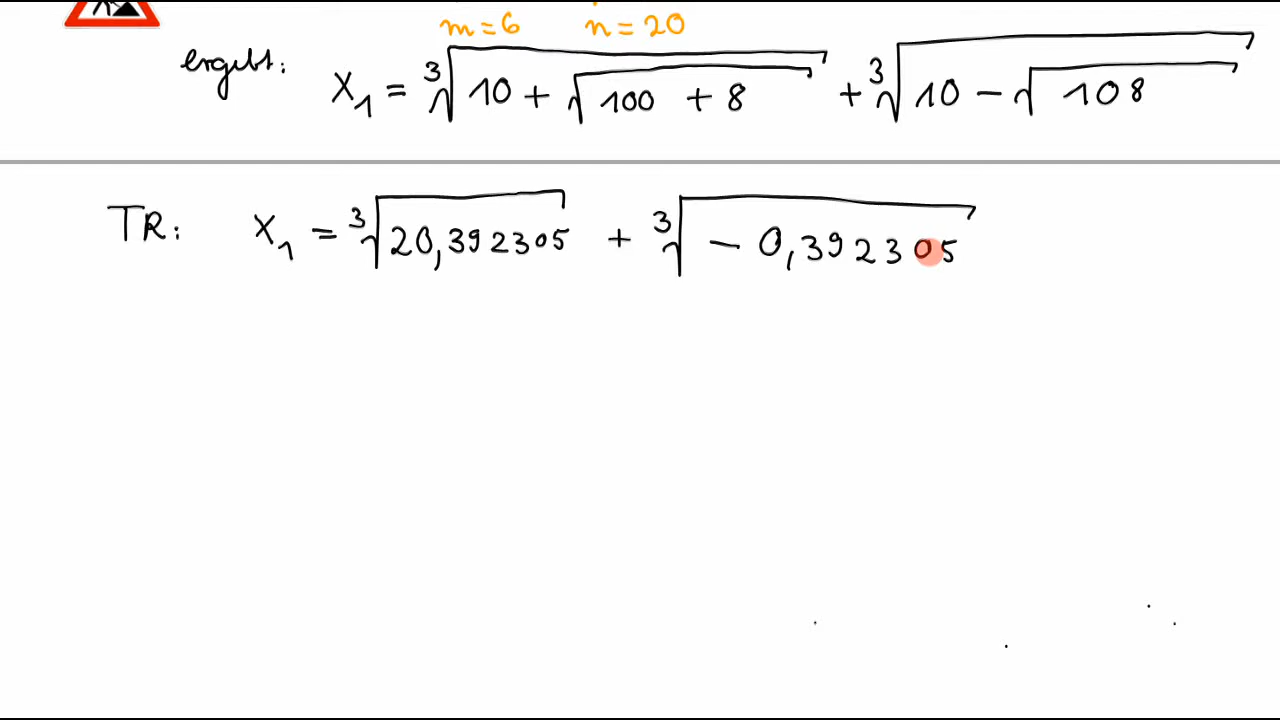 m = 6 n = 20
ergibt: X₁ = ∛(10 + √(100 + 8)) + ∛(10 − √108)
TR: X₁ = ∛20,392305 + ∛−0,392305